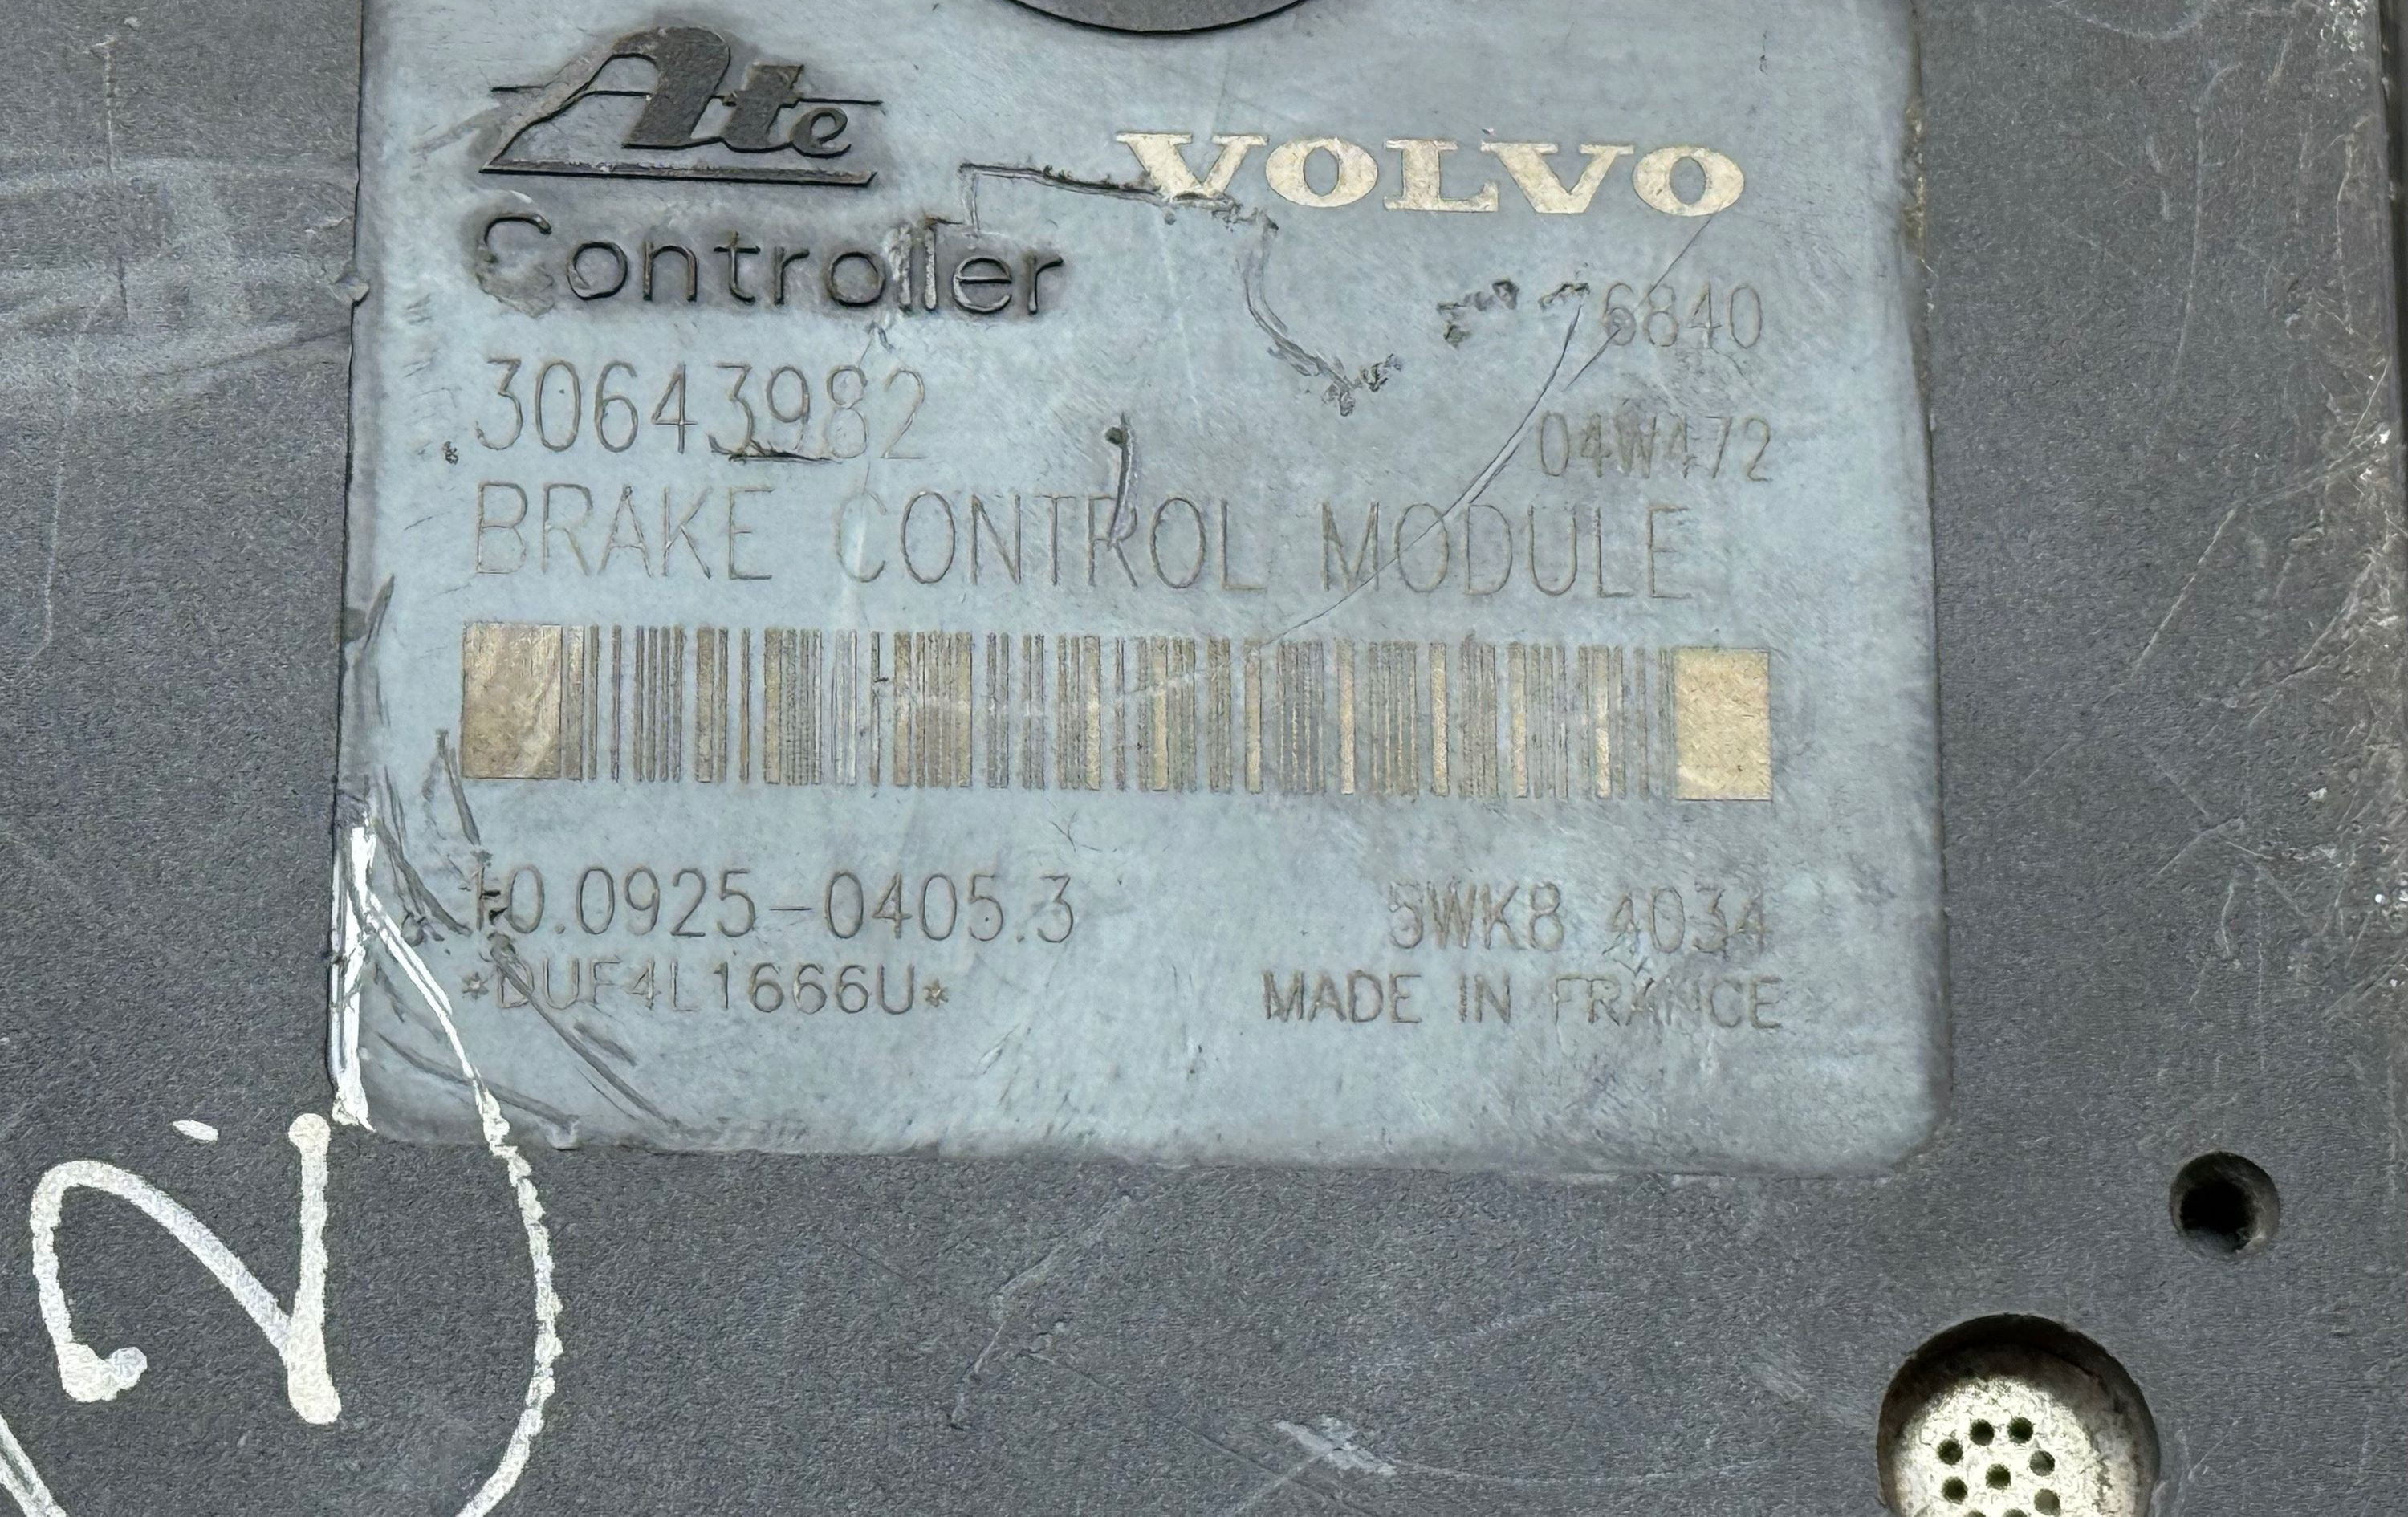 Ate
VOLVO
Controller
6840
30643982
04W472
BRAKE CONTROL MODULE
10.0925-0405.3
5WK8 4034
*DUF4L1666U*
MADE IN FRANCE
2